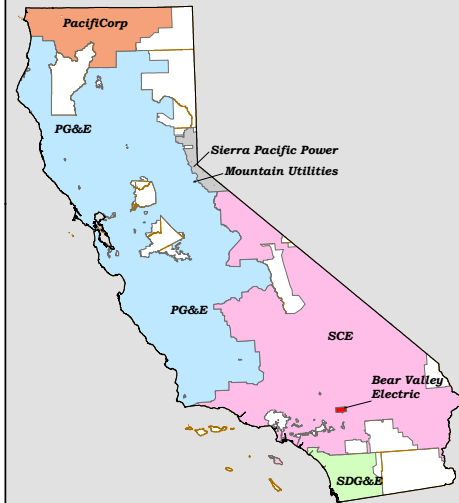 PacifiCorp
PG&E
Sierra Pacific Power
Mountain Utilities
PG&E
SCE
Bear Valley
Electric
SDG&E